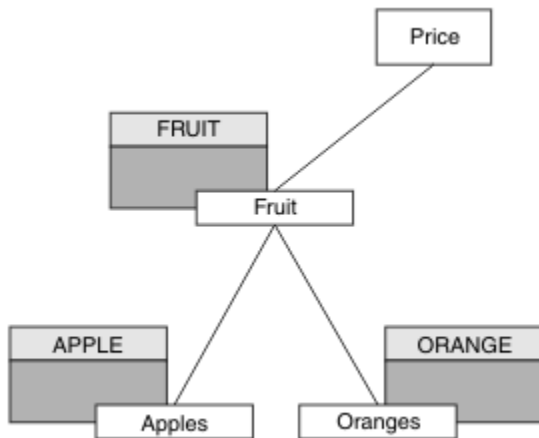 Price
FRUIT
Fruit
APPLE
ORANGE
Apples
Oranges